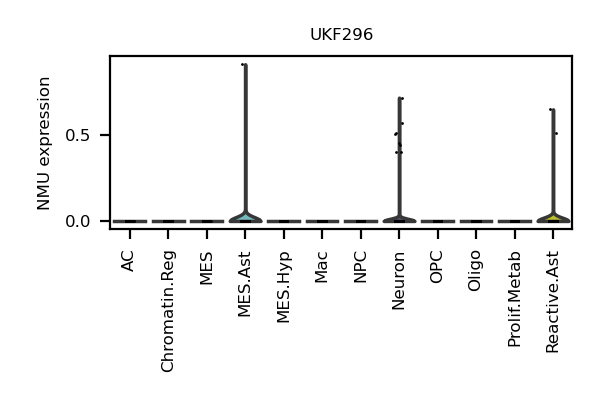 UKF296
NMU expression
0.5
0.0
AC
Chromatin.Reg
MES
MES.Ast
MES.Hyp
Mac
NPC
Neuron
OPC
Oligo
Prolif.Metab
Reactive.Ast